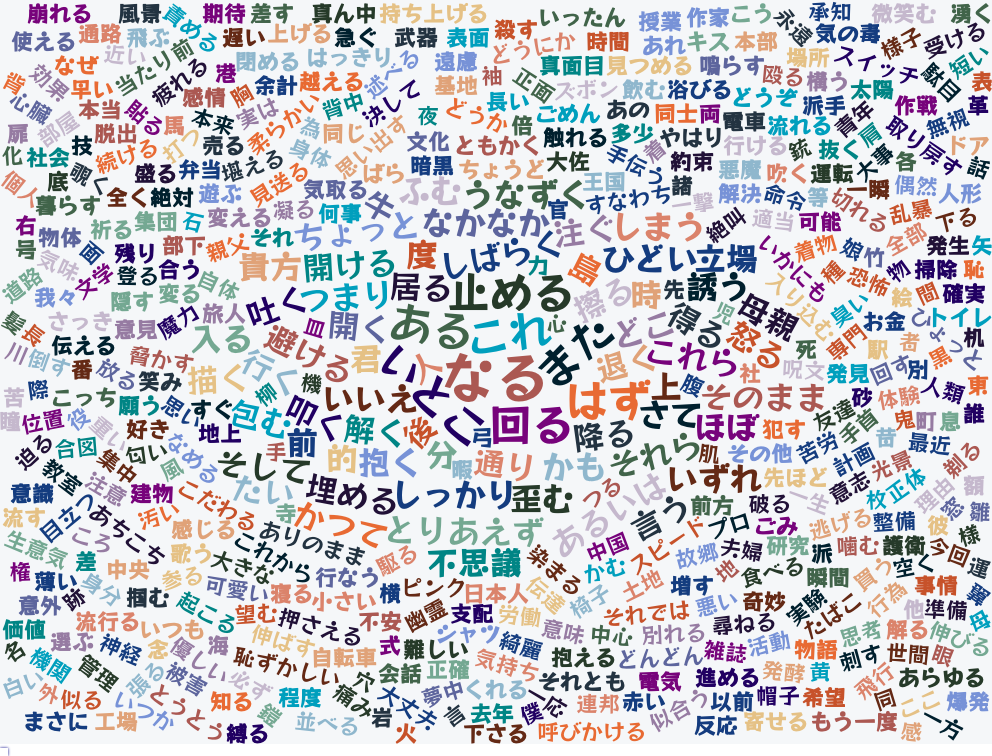 崩れる 風景 責める 期待 差す 真ん中 持ち上げる 殺す いったん 授業 作家 こう 永遠 承知 微笑む 湧く
使える 通路 飛ぶ 遅い 上げる 急ぐ 武器 表面 どうにか 時間 あれ キス 本部 気の毒 様子 受ける
なぜ 近い 当たり前 港 閉める はっきり 述べる 遠慮 真面目 見つめる 鳴らす 殴る 場所 スイッチ 駄目 短い
背 効果 早い 疲れる 感情 胸 余計 越える 基地 袖 正面 ズボン 飲む 浴びる どうぞ 構う 太陽 表
心臓 本当 貼る 本来 実は 背中 決して 夜 長い ごめん あの 同士 両 派手 作戦 革
扉 部屋 技 脱出 馬 打つ 売る 柔らかい 為 同じ 思い出す 文化 どうか 倍 触れる 多少 やはり 電車 流れる 青年 肩 取り戻す 無視 ドア
化 社会 続ける 身体 ともかく 手伝う 着 約束 行ける 銃 抜く 大事 話
個人 底 覗く 盛る 弁当 堪える しばら 暗黒 ちょうど 大佐 王国 諸 悪魔 吹く 運転 各
暮らす 全く 絶対 遊ぶ 見送る 気取る 牛 ふむ うなずく すなわち 一撃 解決 命令 等 一瞬 偶然 人形
右 祈る 集団 石 変える 凝る 何事 ちょっと なかなか 官 注ぐ しまう 絶叫 適当 可能 切れる 乱暴 下る
号 物体 面 残り 部下 親父 それ しばらく カ 島 ひどい 立場 いかにも 着物 娘 竹 全部 発生 矢
道路 気味 文学 登る 合う 貴方 開ける 度 居る 止める 擦る 時 先 誘う 種 恐怖 物 掃除 恥
我々 隠す 変る 自体 吐く つまり 児 母親 入り込む 臭い 絵 間 確実
髪 長 さっき 意見 魔力 旅人 皿 開く ある これ 心 また どこ 得る 怒る お金 ひょっと トイレ
川 倒す 伝える 脅かす 入る 避ける 君 いと 人 なる 退く これら 社 死 呪文 専門 駅 者 机
苦 際 番 放る 笑み 描く 行く 柳 機 いいえ とく はず 上 腹 そのまま 発見 回す 別 黒 人類 東
瞳 位置 こっち 後 願う 思い すぐ 包む 叩く 解く 後 弓 回る さて ほぼ 犯す 友達 手首 砂 体験 鬼 町 息 誰
迫る 合図 重い 好き なめる 地上 前 手 的 抱く 分 暇 通り 降る かも それら 肌 その他 苦労 計画 昔 最近
意識 教室 集中 匂い 風 そして 埋める しっかり 歪む つる いずれ 先ほど 一生 意志 光景 枚 正体 理由 剃る 額
流す 目立つ 注意 建物 こだわる たい 寺 かつて とりあえず あるいは 言う 前方 破る 逃げる 整備 彼 総 雛
生意気 ころ あちこち 汚い 感じる ありのまま 駆る 不思議 染まる 中国 スピード プロ ごみ 研究 派 噛む 護衛 今回 様
権 差 中央 歌う 大きな これから 行なう かむ 故郷 夫婦 食べる 瞬間 買う 空く 運
薄い 跡 身分 参る 可愛い 寝る 小さい 横 ピンク 日本人 伝達 椅子 土地 増す 地 奇妙 実験 行為 事情 髪
意外 掴む 起こる 望む 押さえる 不安 幽霊 支配 労働 それでは 悪い 尋ねる たばこ 他 準備 母
価値 選ぶ 流行る いつも 海 伸ばす 式 難しい シャツ 綺麗 意味 中心 別れる 雑誌 活動 物語 思考 解る 伸びる
名 機関 神経 念 優しい 恥ずかしい 自転車 会話 正確 気持ち 抱える どんどん 電気 進める 発酵 黄 刺す 世間 眼
白い 管理 張る 被害 必ず 穴 大丈夫 夢中 くれる それとも 連邦 赤い 以前 帽子 希望 飛行 同 ここ あらゆる
外 似る いつか とうとう 知る 鎧 程度 痛み 岩 言 去年 一応 僕 似合う 反応 寄せる もう一度 爆発
まさに 工場 縛る 並べる 火 下さる 呼びかける 感 一方